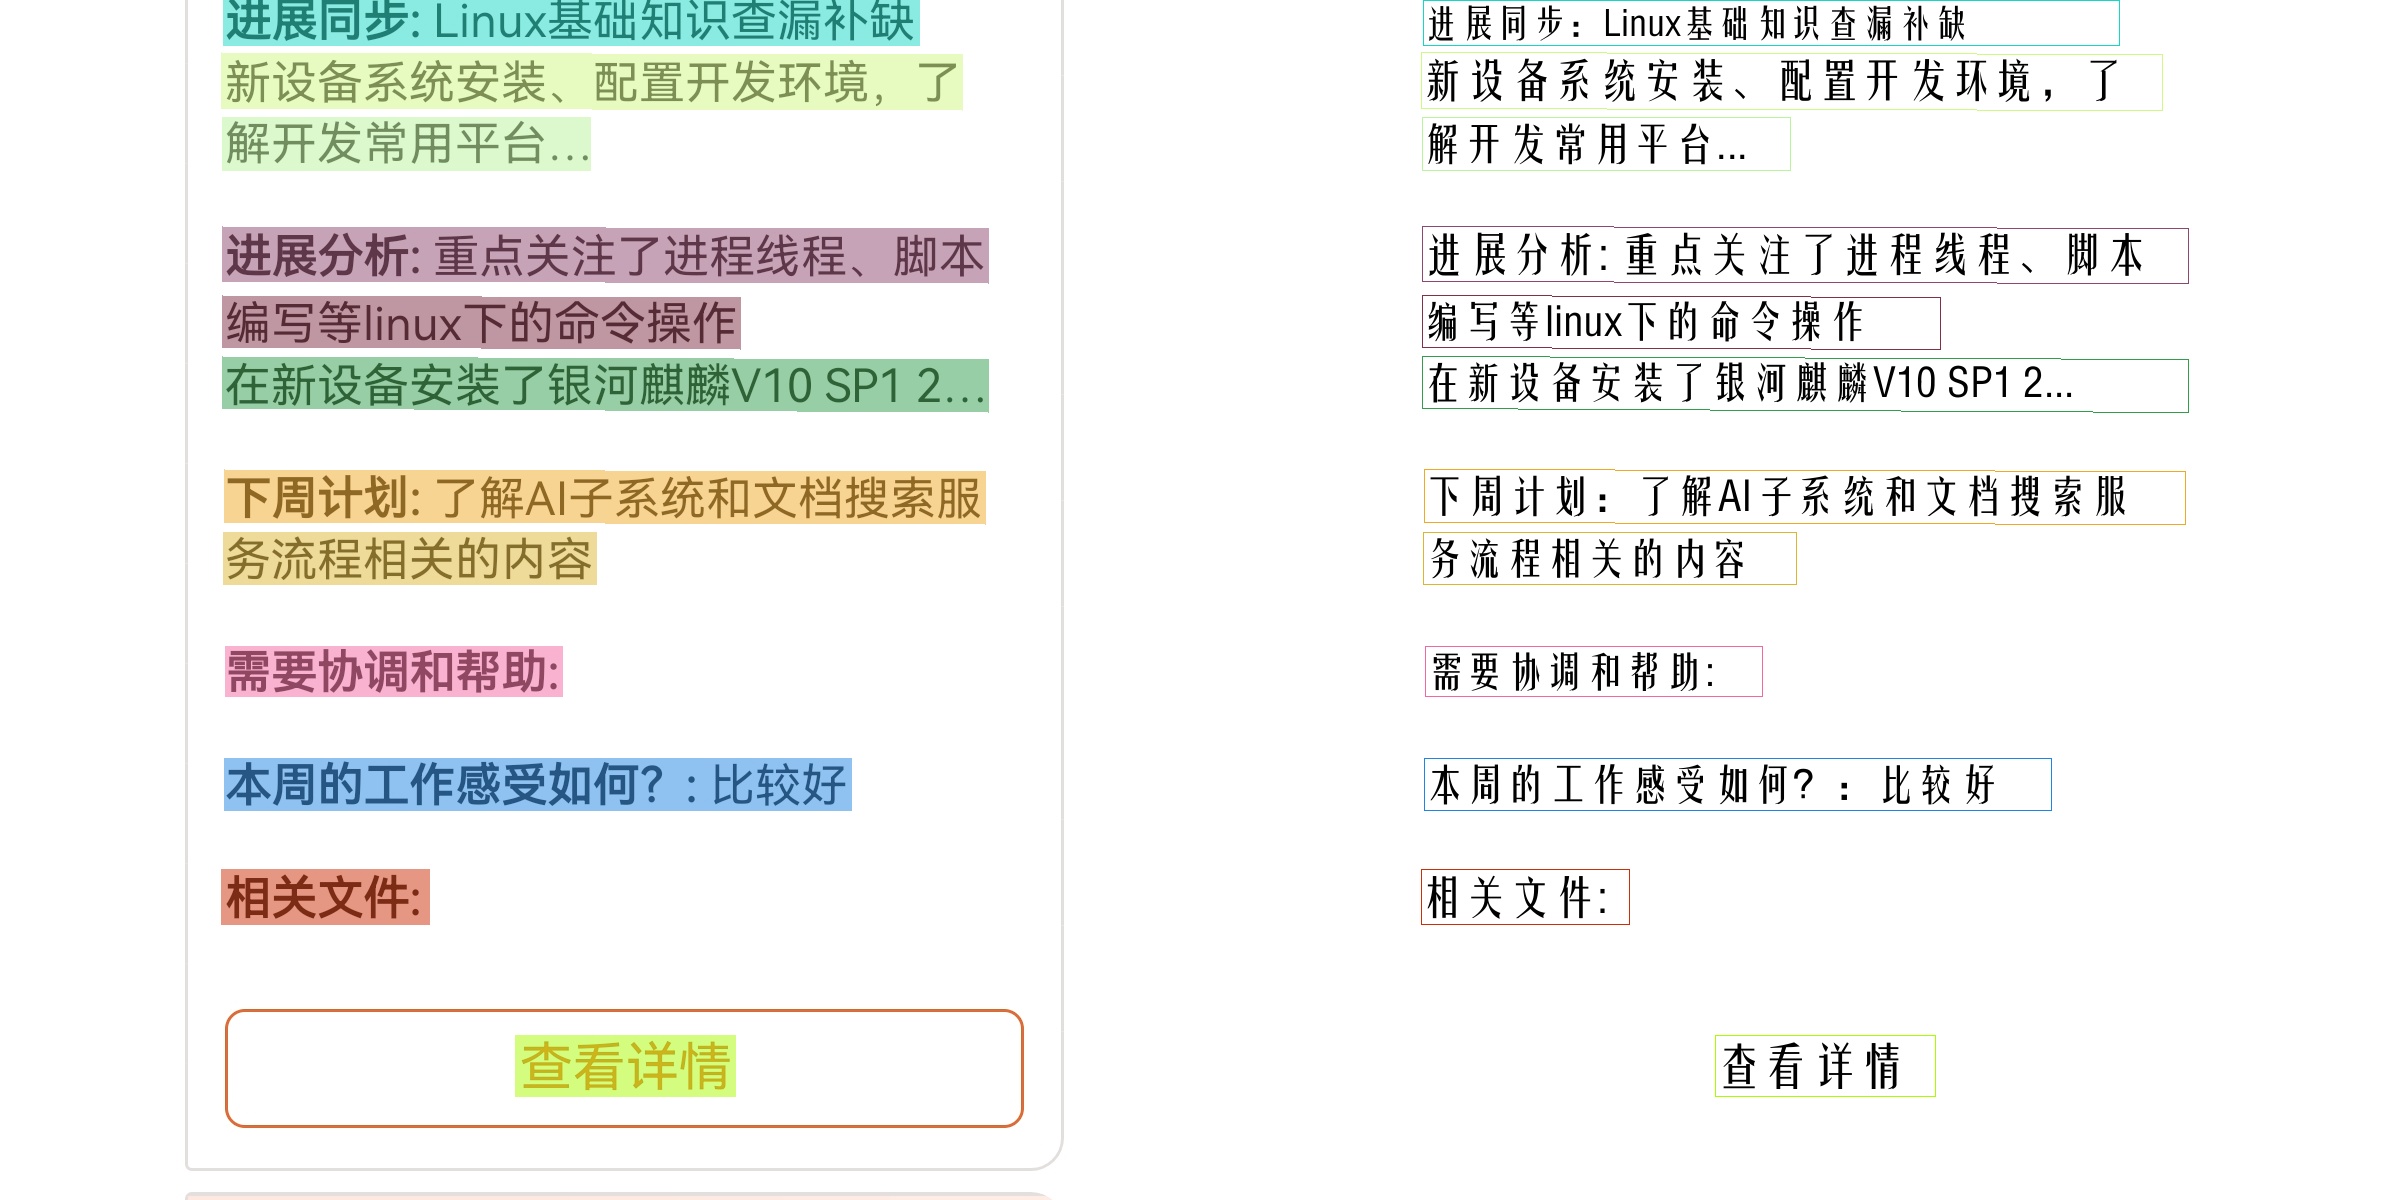 进展同步: Linux基础知识查漏补缺
新设备系统安装、配置开发环境，了
解开发常用平台...
进展分析: 重点关注了进程线程、脚本
编写等linux下的命令操作
在新设备安装了银河麒麟V10 SP1 2...
下周计划: 了解AI子系统和文档搜索服
务流程相关的内容
需要协调和帮助:
本周的工作感受如何? : 比较好
相关文件:
查看详情
进展同步：Linux基础知识查漏补缺
新设备系统安装、配置开发环境，了
解开发常用平台...
进展分析: 重点关注了进程线程、脚本
编写等linux下的命令操作
在新设备安装了银河麒麟V10 SP1 2...
下周计划：了解AI子系统和文档搜索服
务流程相关的内容
需要协调和帮助:
本周的工作感受如何?：比较好
相关文件:
查看详情